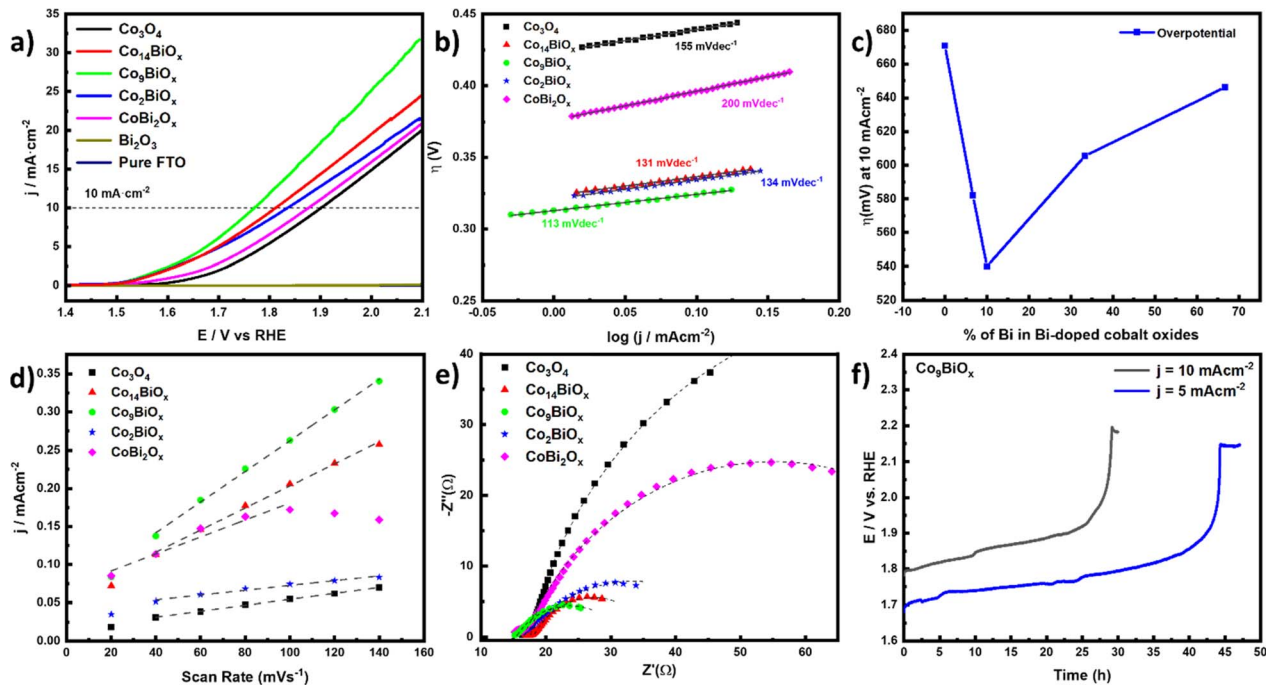 a)
Co₃O₄
Co₁₄BiOₓ
Co₉BiOₓ
Co₂BiOₓ
CoBi₂Oₓ
Bi₂O₃
Pure FTO
10 mA·cm⁻²
j / mA·cm⁻²
35
30
25
20
15
10
5
0
1.4 1.5 1.6 1.7 1.8 1.9 2.0 2.1
E / V vs RHE
b)
Co₃O₄
Co₁₄BiOₓ
Co₉BiOₓ
Co₂BiOₓ
CoBi₂Oₓ
155 mVdec⁻¹
200 mVdec⁻¹
131 mVdec⁻¹
134 mVdec⁻¹
113 mVdec⁻¹
η (V)
0.45
0.40
0.35
0.30
0.25
-0.05 0.00 0.05 0.10 0.15 0.20
log (j / mAcm⁻²)
c)
Overpotential
η(mV) at 10 mAcm⁻²
680
660
640
620
600
580
560
540
520
-10 0 10 20 30 40 50 60 70 80
% of Bi in Bi-doped cobalt oxides
d)
Co₃O₄
Co₁₄BiOₓ
Co₉BiOₓ
Co₂BiOₓ
CoBi₂Oₓ
j / mAcm⁻²
0.35
0.30
0.25
0.20
0.15
0.10
0.05
0.00
0 20 40 60 80 100 120 140 160
Scan Rate (mVs⁻¹)
e)
Co₃O₄
Co₁₄BiOₓ
Co₉BiOₓ
Co₂BiOₓ
CoBi₂Oₓ
-Z''(Ω)
40
30
20
10
0
10 20 30 40 50 60
Z'(Ω)
f)
Co₉BiOₓ
j = 10 mAcm⁻²
j = 5 mAcm⁻²
E / V vs. RHE
2.4
2.3
2.2
2.1
2.0
1.9
1.8
1.7
1.6
0 5 10 15 20 25 30 35 40 45 50
Time (h)